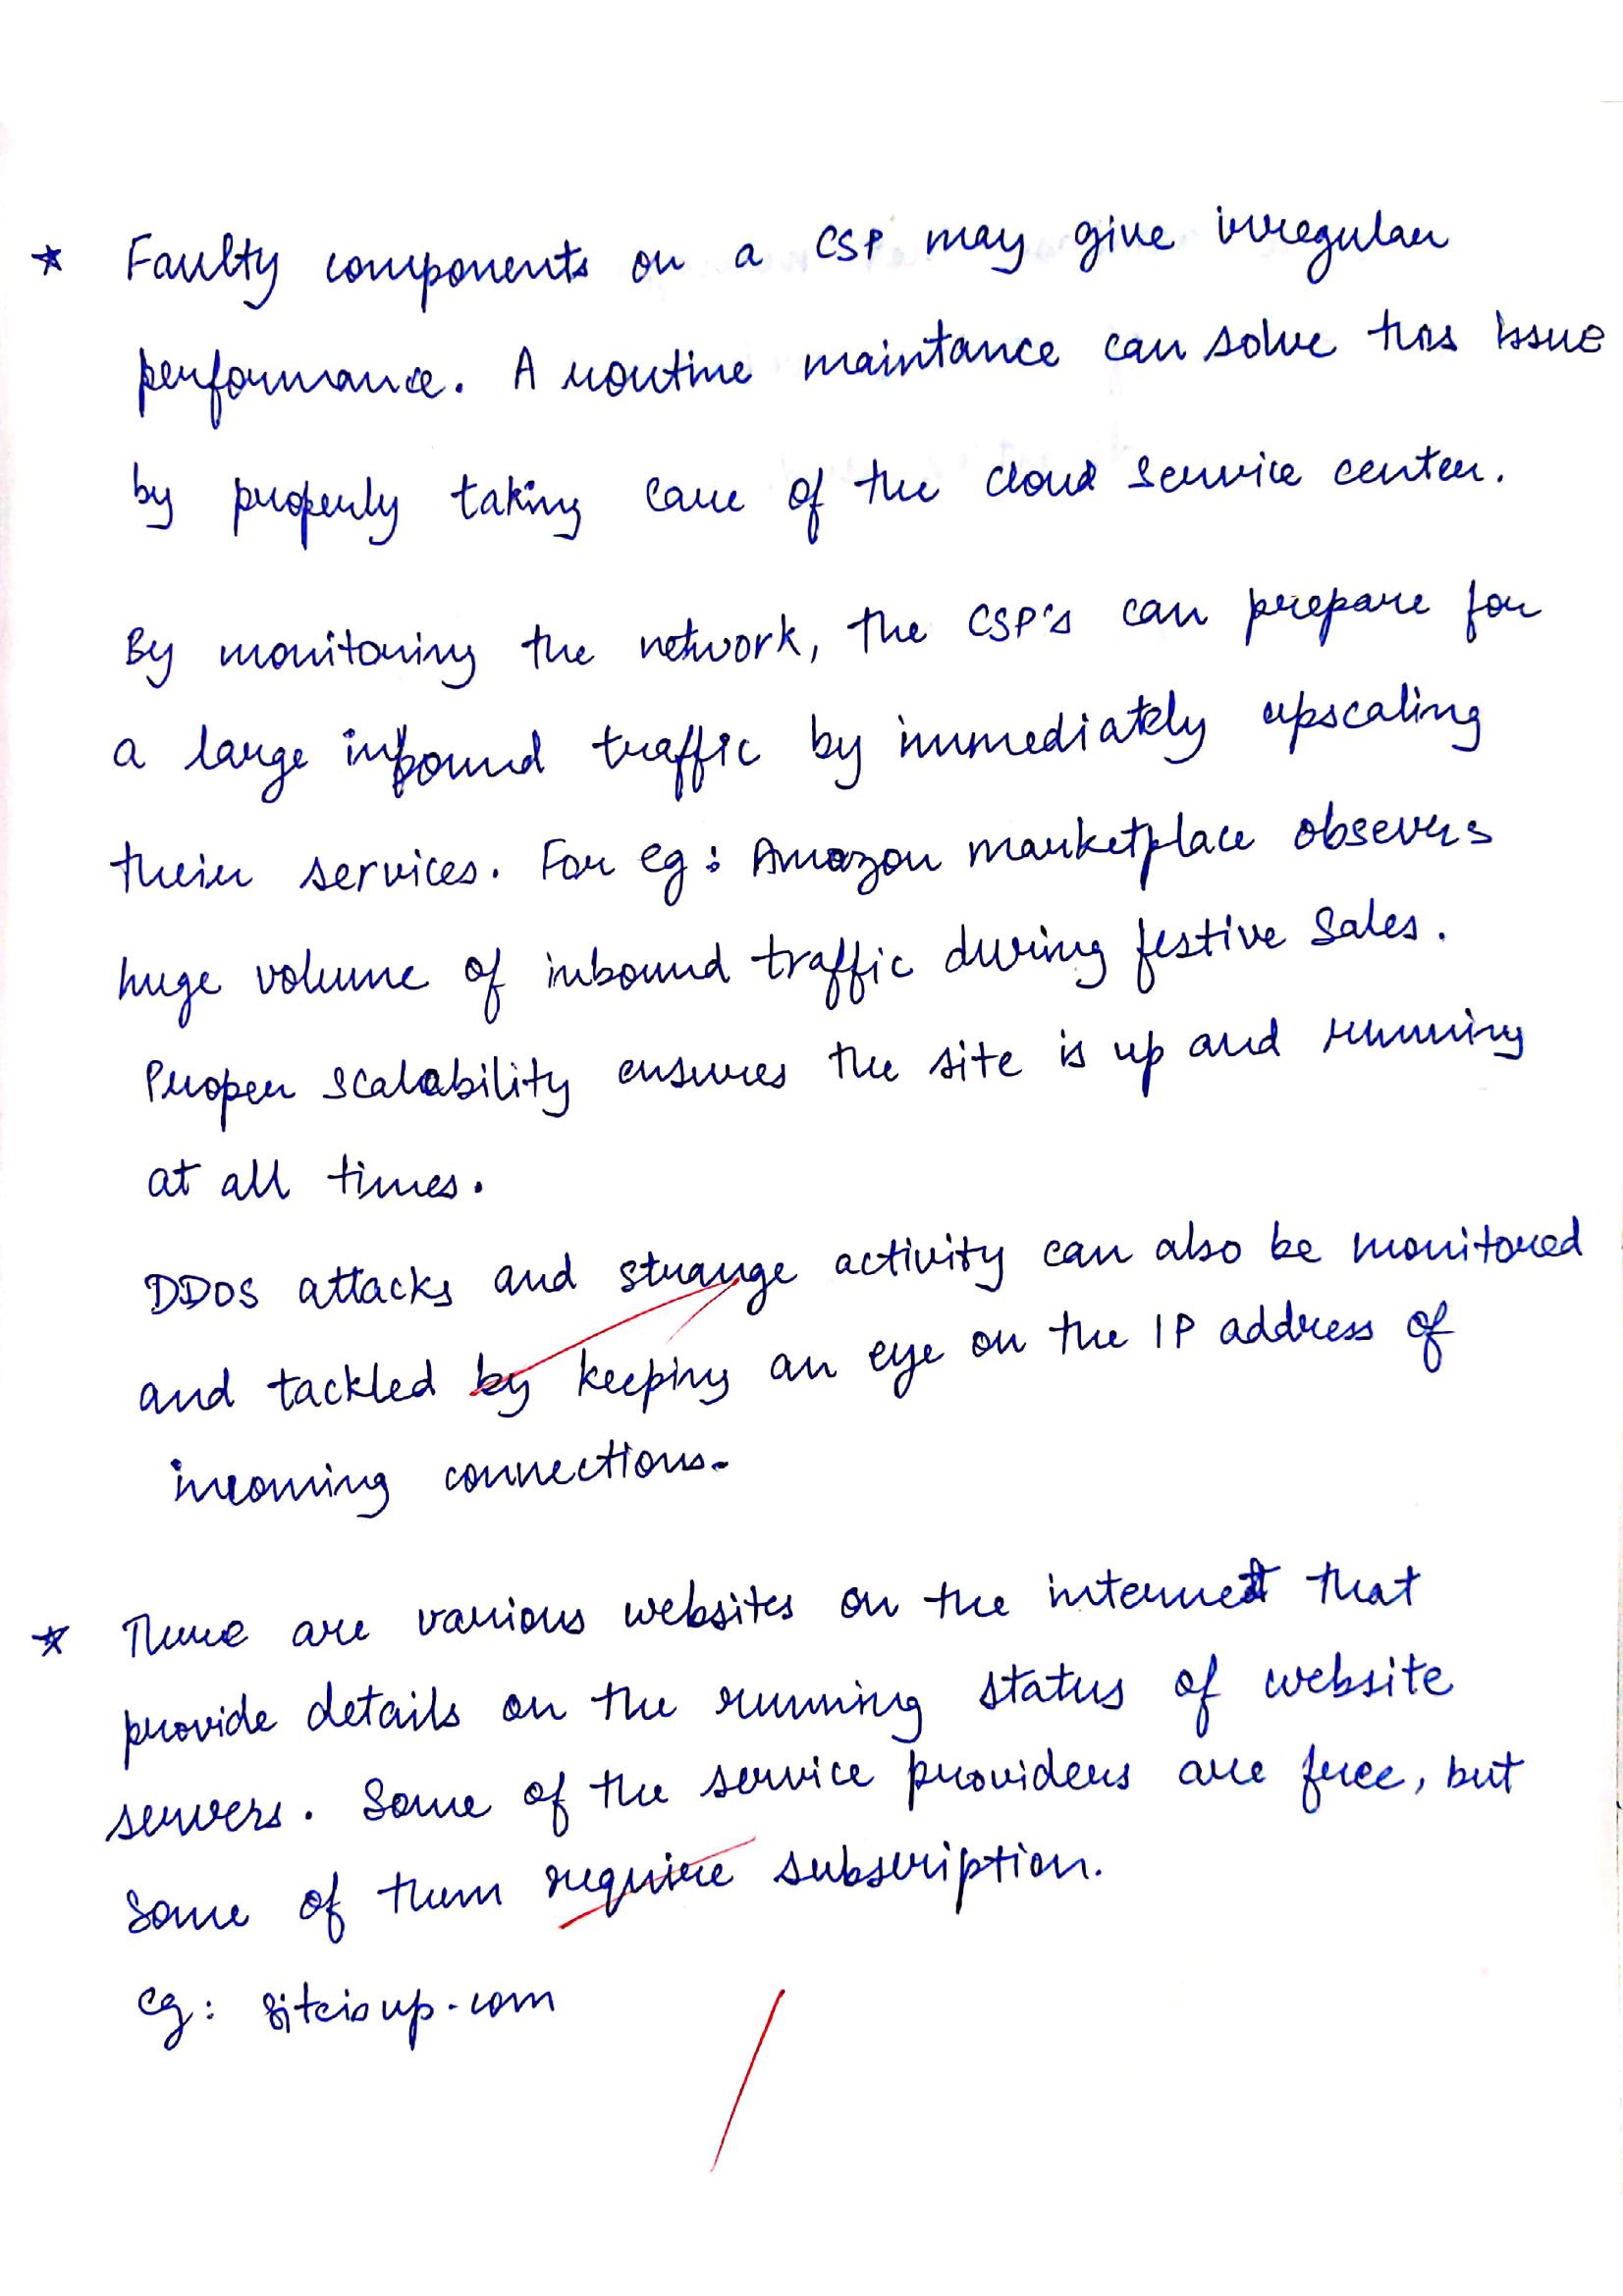 * Faulty components on a CSP may give irregular
performance. A routine maintance can solve this issue
by properly taking care of the cloud service center.
By monitoring the network, the CSP's can prepare for
a large inbound traffic by immediately upscaling
their services. For eg: Amazon marketplace obsevers
huge volume of inbound traffic during festive sales.
Proper scalability ensures the site is up and running
at all times.
DDOS attacks and strange activity can also be monitored
and tackled by keeping an eye on the IP address of
incoming connections.
* There are various websites on the internet that
provide details on the running status of website
servers. Some of the service providers are free, but
some of them require subscription.
eg: siteisup.com